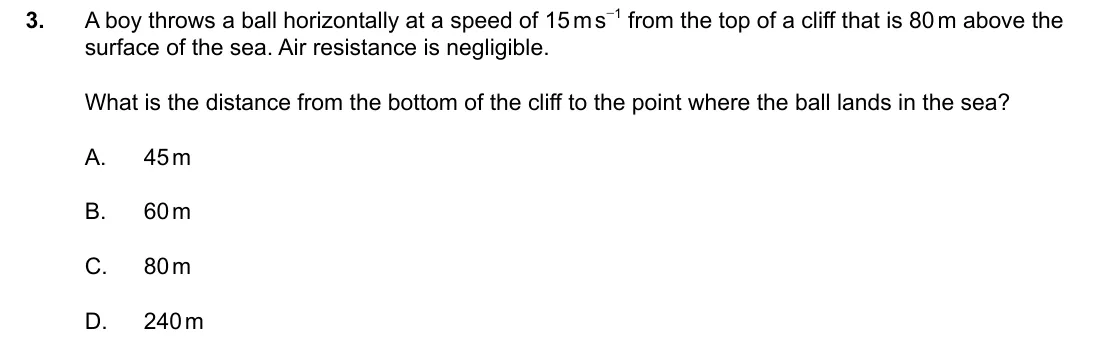 3. A boy throws a ball horizontally at a speed of 15 m s⁻¹ from the top of a cliff that is 80 m above the
surface of the sea. Air resistance is negligible.
What is the distance from the bottom of the cliff to the point where the ball lands in the sea?
A. 45 m
B. 60 m
C. 80 m
D. 240 m